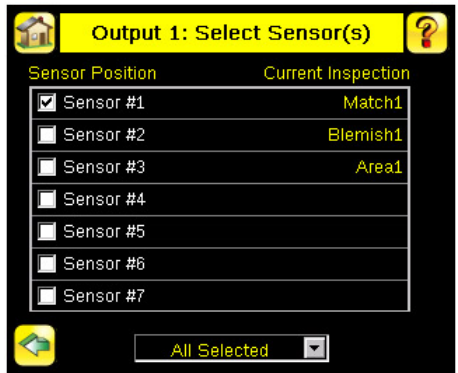 Output 1: Select Sensor(s)
Sensor Position Current Inspection
Sensor #1 Match1
Sensor #2 Blemish1
Sensor #3 Area1
Sensor #4
Sensor #5
Sensor #6
Sensor #7
All Selected